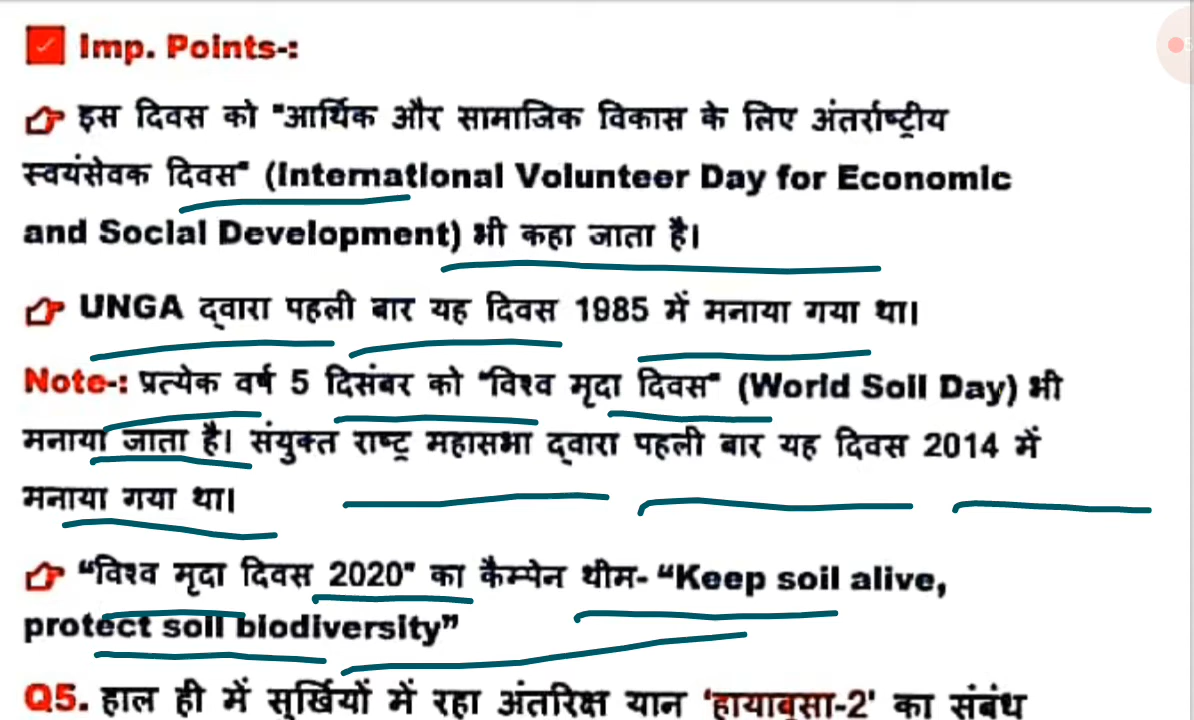 Imp. Points-:
इस दिवस को "आर्थिक और सामाजिक विकास के लिए अंतर्राष्ट्रीय
स्वयंसेवक दिवस" (International Volunteer Day for Economic
and Social Development) भी कहा जाता है।
UNGA द्वारा पहली बार यह दिवस 1985 में मनाया गया था।
Note-: प्रत्येक वर्ष 5 दिसंबर को "विश्व मृदा दिवस" (World Soil Day) भी
मनाया जाता है। संयुक्त राष्ट्र महासभा द्वारा पहली बार यह दिवस 2014 में
मनाया गया था।
"विश्व मृदा दिवस 2020" का कैम्पेन थीम- “Keep soil alive,
protect soil biodiversity”
Q5. हाल ही में सुर्खियों में रहा अंतरिक्ष यान 'हायाबुसा-2' का संबंध